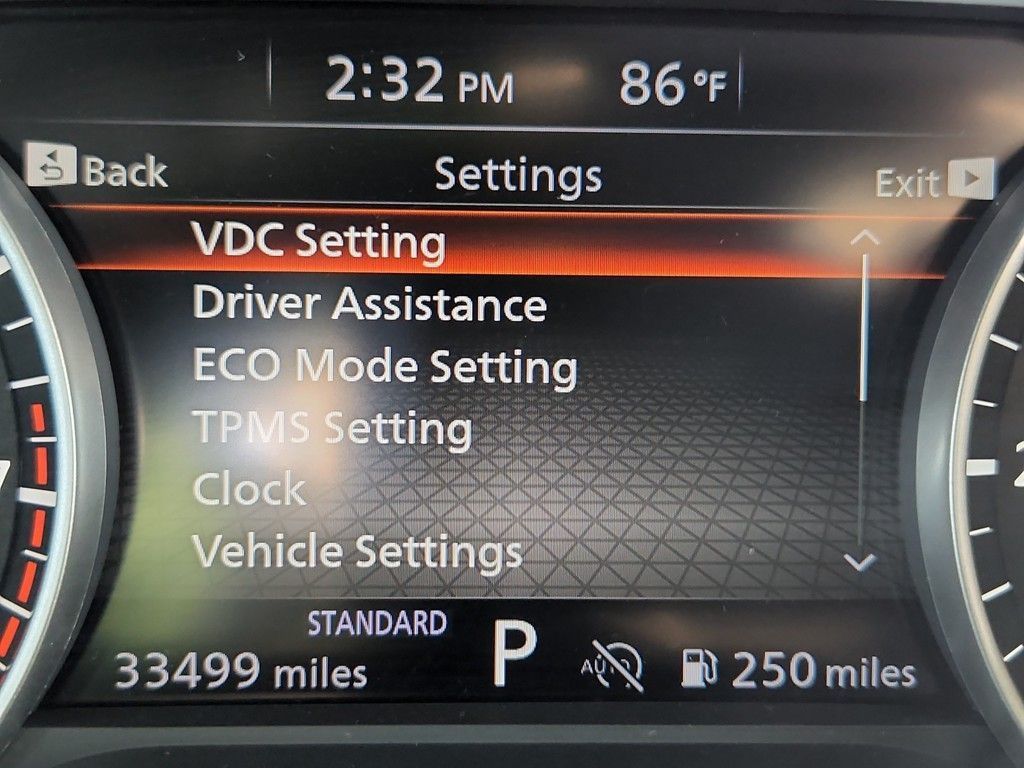 2:32 PM 86°F
Back Settings Exit
VDC Setting
Driver Assistance
ECO Mode Setting
TPMS Setting
Clock
Vehicle Settings
STANDARD
33499 miles P AUTO 250 miles